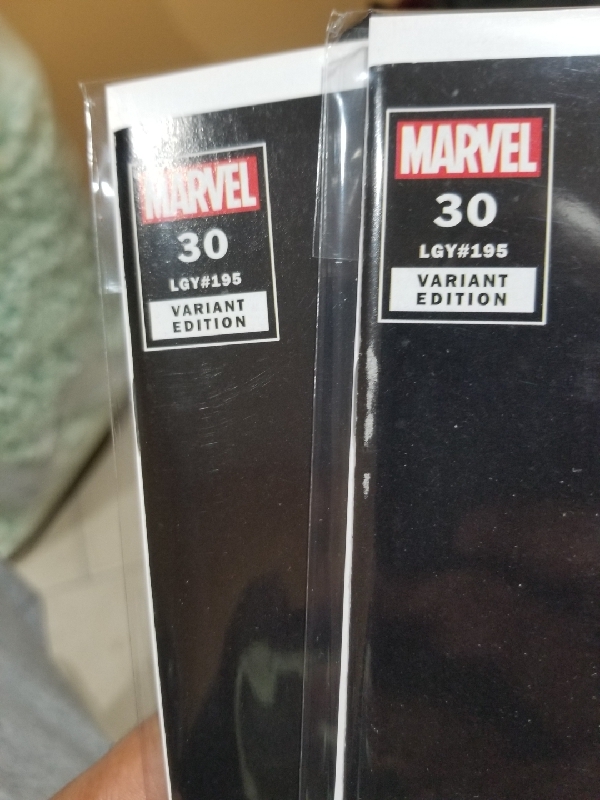 MARVEL
30
LGY#195
VARIANT
EDITION
MARVEL
30
LGY#195
VARIANT
EDITION